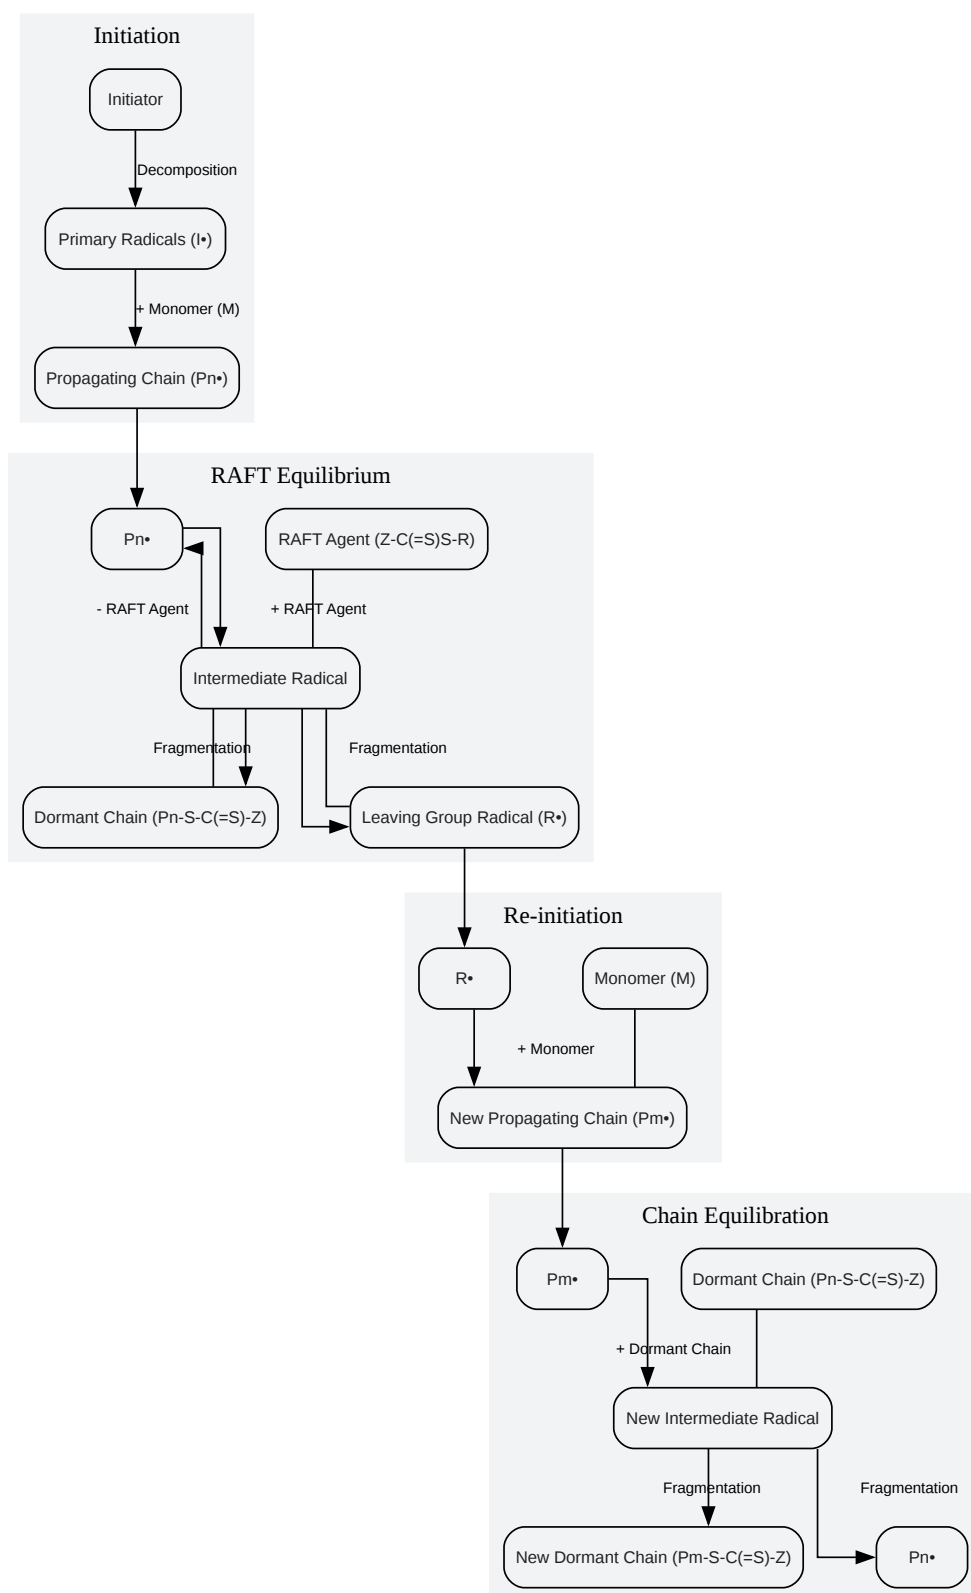 Initiation
Initiator
Decomposition
Primary Radicals (I•)
+ Monomer (M)
Propagating Chain (Pn•)
RAFT Equilibrium
Pn•
RAFT Agent (Z-C(=S)S-R)
- RAFT Agent
+ RAFT Agent
Intermediate Radical
Fragmentation
Fragmentation
Dormant Chain (Pn-S-C(=S)-Z)
Leaving Group Radical (R•)
Re-initiation
R•
Monomer (M)
+ Monomer
New Propagating Chain (Pm•)
Chain Equilibration
Pm•
Dormant Chain (Pn-S-C(=S)-Z)
+ Dormant Chain
New Intermediate Radical
Fragmentation
Fragmentation
New Dormant Chain (Pm-S-C(=S)-Z)
Pn•